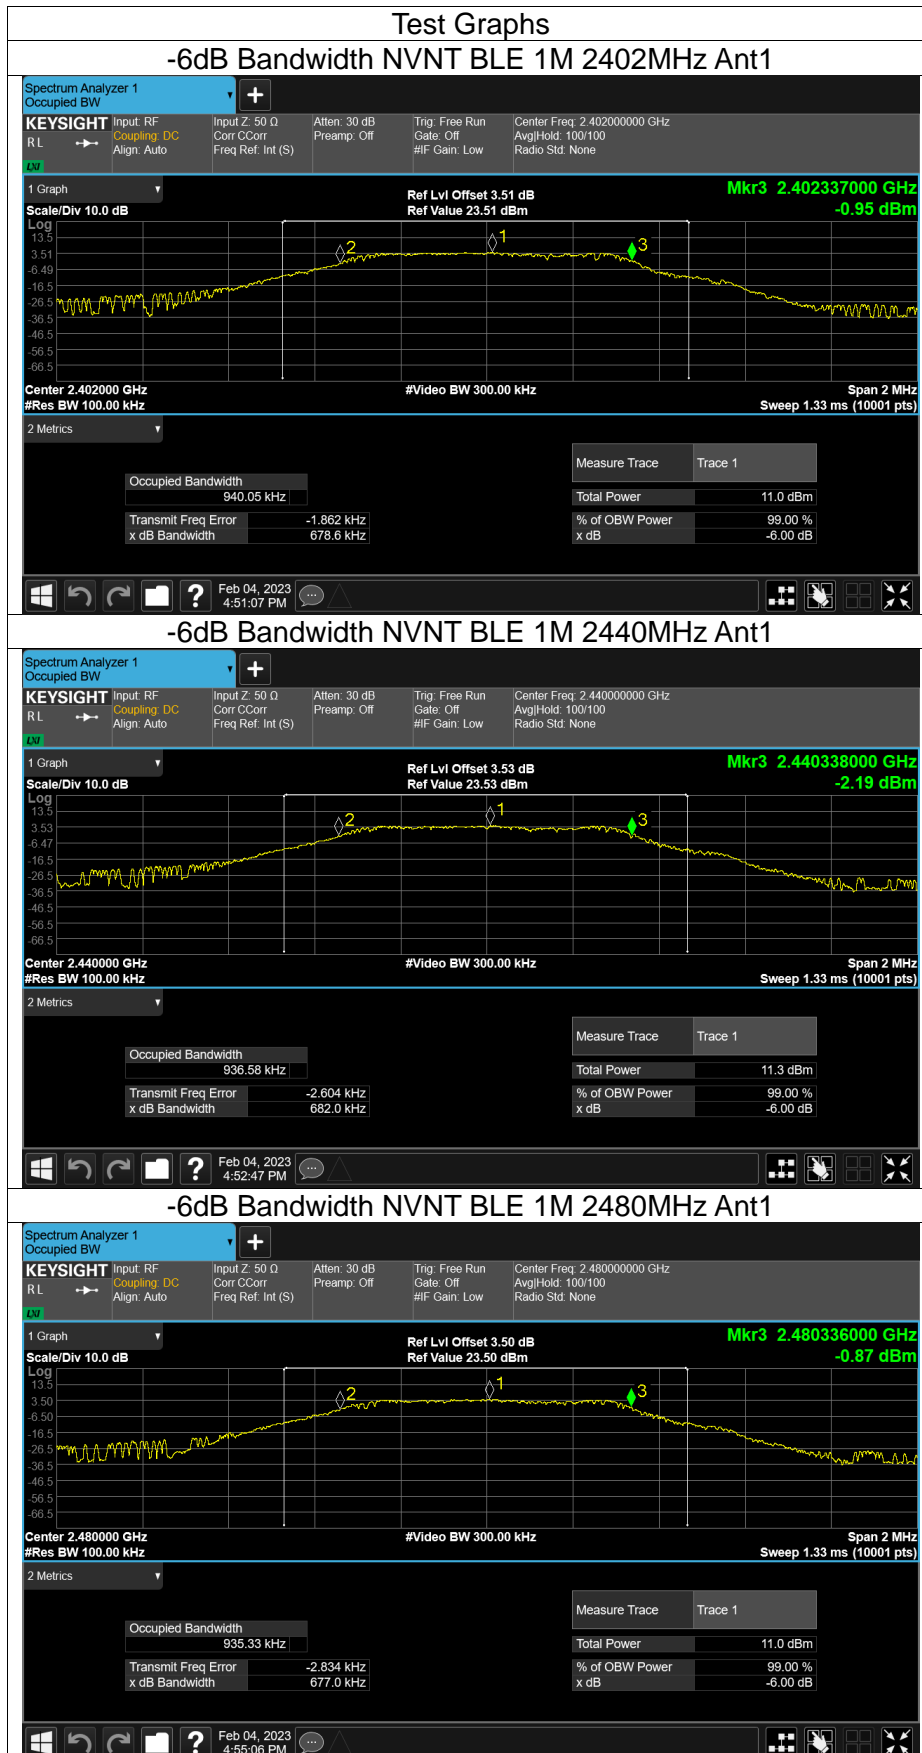 Test Graphs
-6dB Bandwidth NVNT BLE 1M 2402MHz Ant1
Spectrum Analyzer 1
Occupied BW
KEYSIGHT
R L
LXI
Input: RF
Coupling: DC
Align: Auto
Input Z: 50 Ω
Corr CCorr
Freq Ref: Int (S)
Atten: 30 dB
Preamp: Off
Trig: Free Run
Gate: Off
#IF Gain: Low
Center Freq: 2.402000000 GHz
Avg|Hold: 100/100
Radio Std: None
1 Graph
Scale/Div 10.0 dB
Ref Lvl Offset 3.51 dB
Ref Value 23.51 dBm
Mkr3 2.402337000 GHz
-0.95 dBm
Log
13.5
3.51
-6.49
-16.5
-26.5
-36.5
-46.5
-56.5
-66.5
2
1
3
Center 2.402000 GHz
#Res BW 100.00 kHz
#Video BW 300.00 kHz
Span 2 MHz
Sweep 1.33 ms (10001 pts)
2 Metrics
Measure Trace Trace 1
Occupied Bandwidth
940.05 kHz
Total Power 11.0 dBm
Transmit Freq Error -1.862 kHz
% of OBW Power 99.00 %
x dB Bandwidth 678.6 kHz
x dB -6.00 dB
?
Feb 04, 2023
4:51:07 PM
-6dB Bandwidth NVNT BLE 1M 2440MHz Ant1
Spectrum Analyzer 1
Occupied BW
KEYSIGHT
R L
LXI
Input: RF
Coupling: DC
Align: Auto
Input Z: 50 Ω
Corr CCorr
Freq Ref: Int (S)
Atten: 30 dB
Preamp: Off
Trig: Free Run
Gate: Off
#IF Gain: Low
Center Freq: 2.440000000 GHz
Avg|Hold: 100/100
Radio Std: None
1 Graph
Scale/Div 10.0 dB
Ref Lvl Offset 3.53 dB
Ref Value 23.53 dBm
Mkr3 2.440338000 GHz
-2.19 dBm
Log
13.5
3.53
-6.47
-16.5
-26.5
-36.5
-46.5
-56.5
-66.5
2
1
3
Center 2.440000 GHz
#Res BW 100.00 kHz
#Video BW 300.00 kHz
Span 2 MHz
Sweep 1.33 ms (10001 pts)
2 Metrics
Measure Trace Trace 1
Occupied Bandwidth
936.58 kHz
Total Power 11.3 dBm
Transmit Freq Error -2.604 kHz
% of OBW Power 99.00 %
x dB Bandwidth 682.0 kHz
x dB -6.00 dB
?
Feb 04, 2023
4:52:47 PM
-6dB Bandwidth NVNT BLE 1M 2480MHz Ant1
Spectrum Analyzer 1
Occupied BW
KEYSIGHT
R L
LXI
Input: RF
Coupling: DC
Align: Auto
Input Z: 50 Ω
Corr CCorr
Freq Ref: Int (S)
Atten: 30 dB
Preamp: Off
Trig: Free Run
Gate: Off
#IF Gain: Low
Center Freq: 2.480000000 GHz
Avg|Hold: 100/100
Radio Std: None
1 Graph
Scale/Div 10.0 dB
Ref Lvl Offset 3.50 dB
Ref Value 23.50 dBm
Mkr3 2.480336000 GHz
-0.87 dBm
Log
13.5
3.50
-6.50
-16.5
-26.5
-36.5
-46.5
-56.5
-66.5
2
1
3
Center 2.480000 GHz
#Res BW 100.00 kHz
#Video BW 300.00 kHz
Span 2 MHz
Sweep 1.33 ms (10001 pts)
2 Metrics
Measure Trace Trace 1
Occupied Bandwidth
935.33 kHz
Total Power 11.0 dBm
Transmit Freq Error -2.834 kHz
% of OBW Power 99.00 %
x dB Bandwidth 677.0 kHz
x dB -6.00 dB
?
Feb 04, 2023
4:55:06 PM